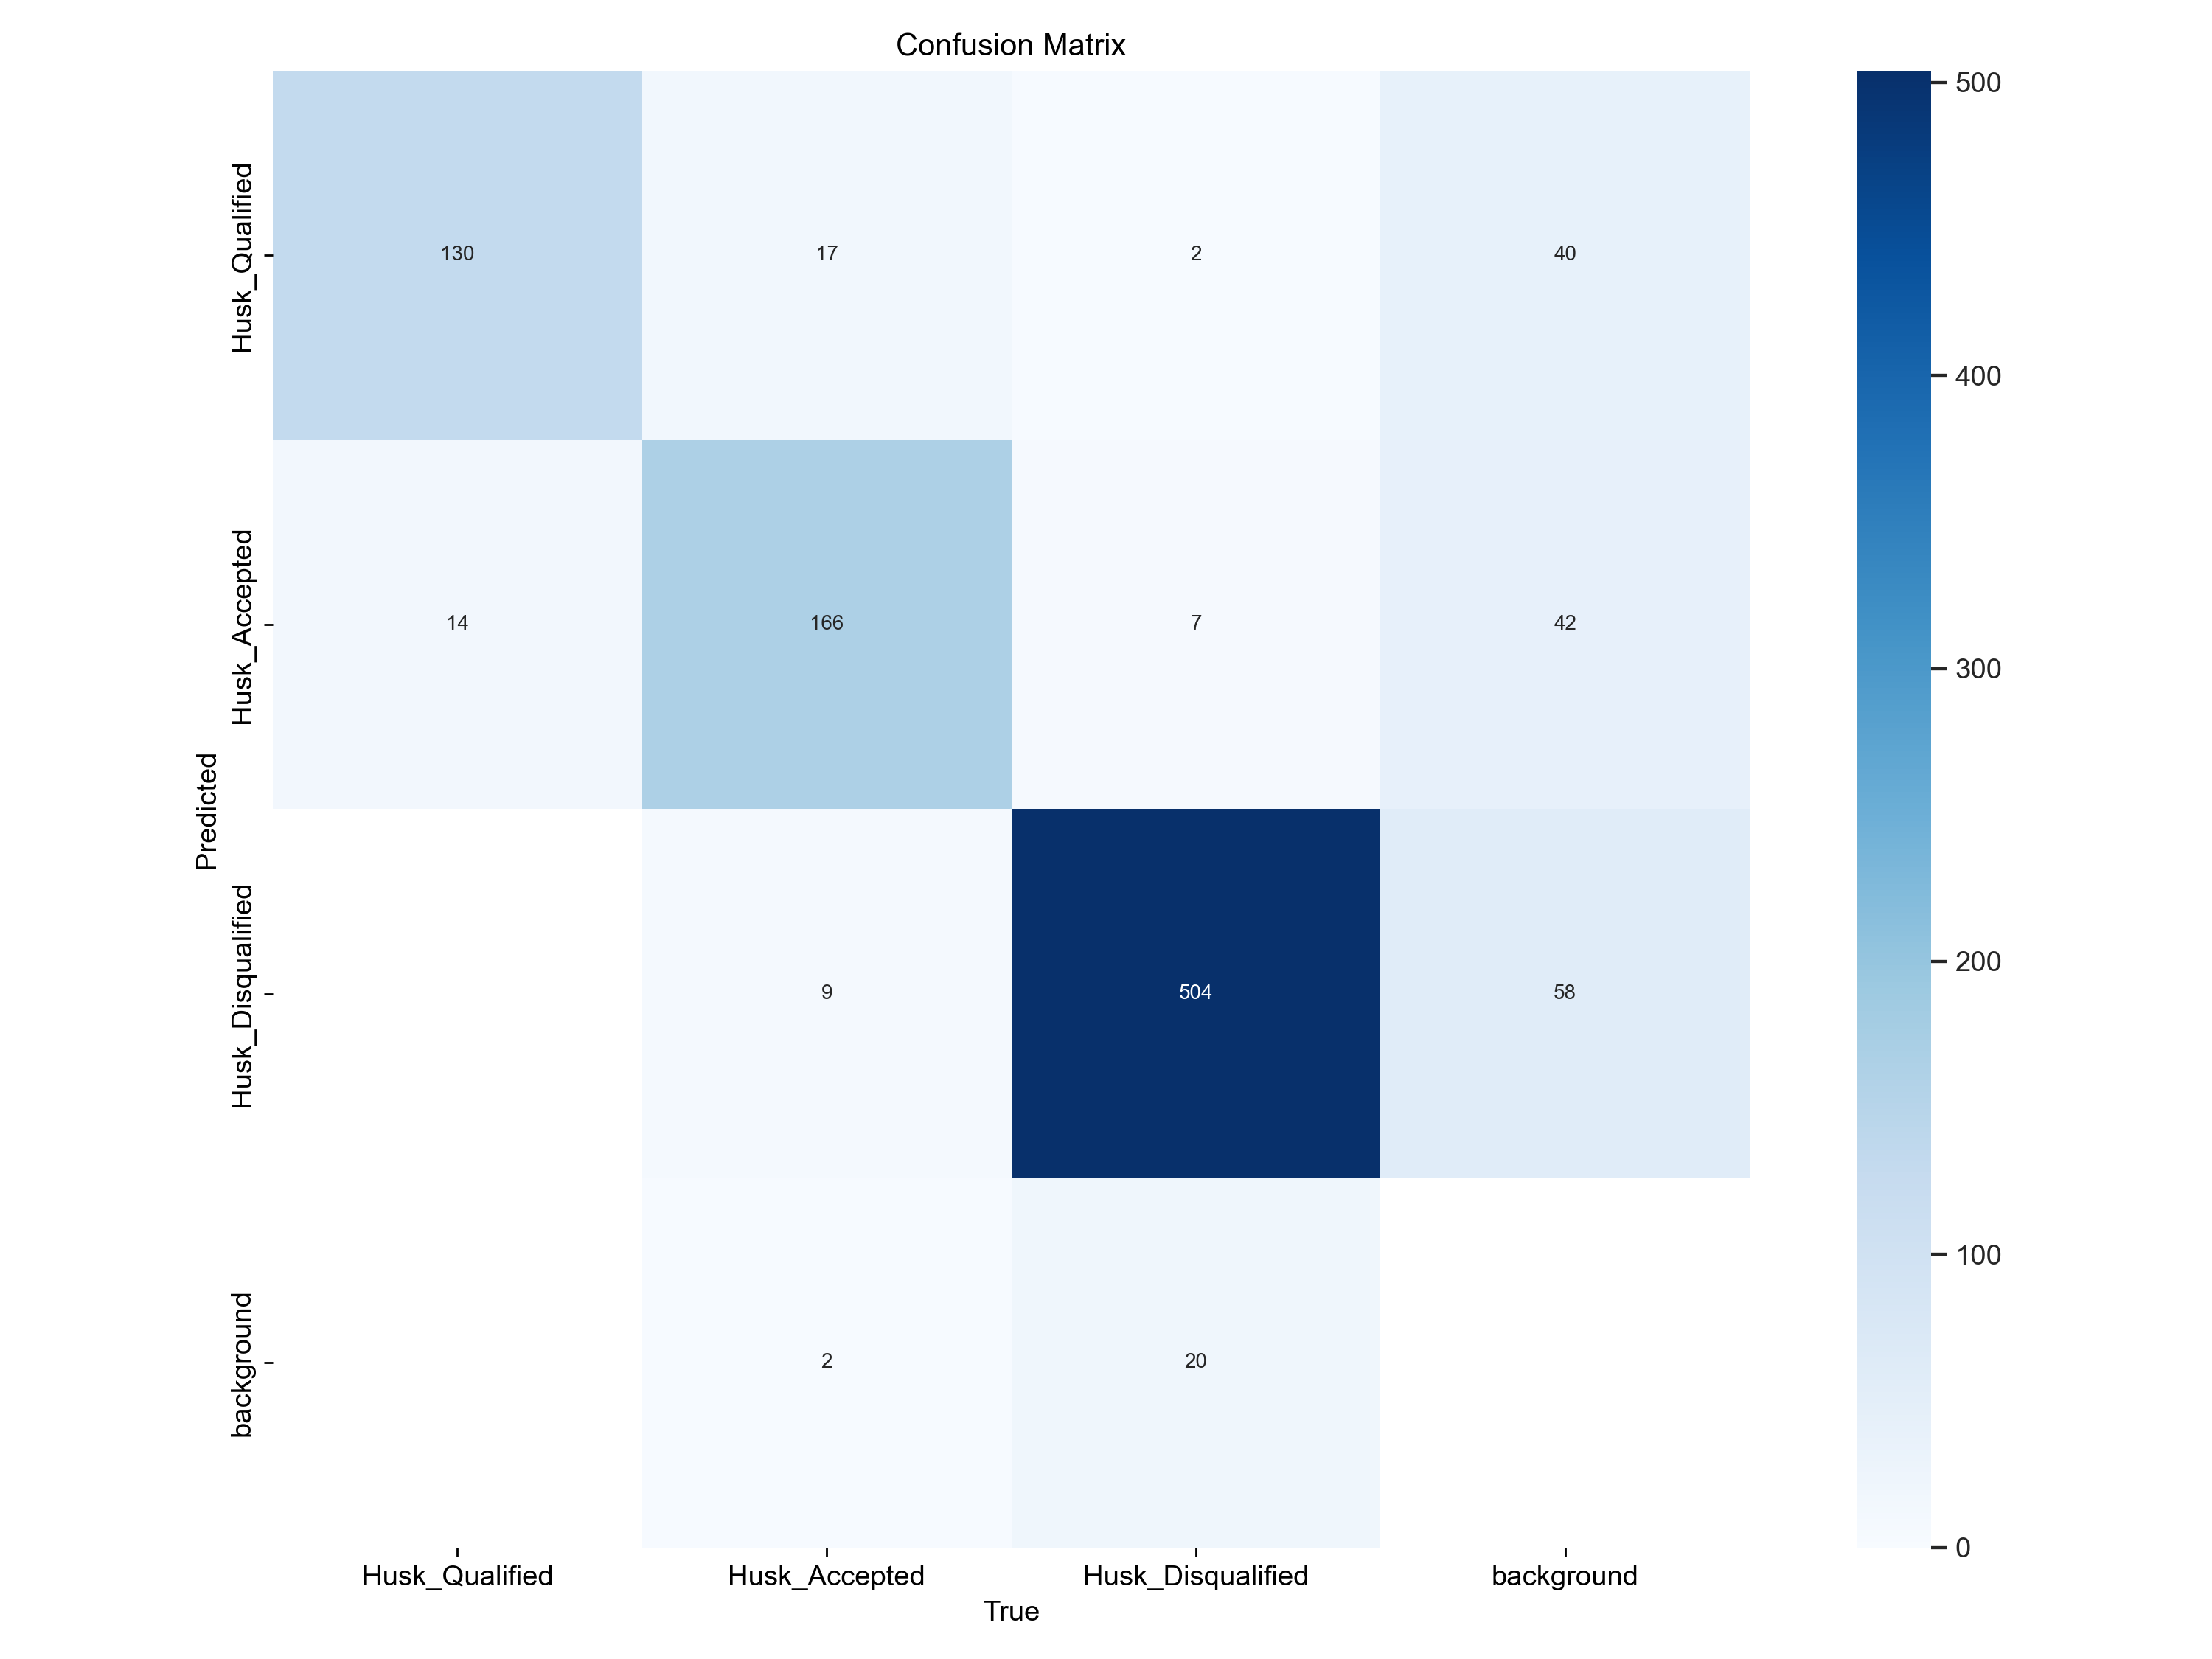 Confusion Matrix
Husk_Qualified
130
17
2
40
Husk_Accepted
14
166
7
42
Husk_Disqualified
9
504
58
background
2
20
Predicted
Husk_Qualified
Husk_Accepted
Husk_Disqualified
background
True
500
400
300
200
100
0